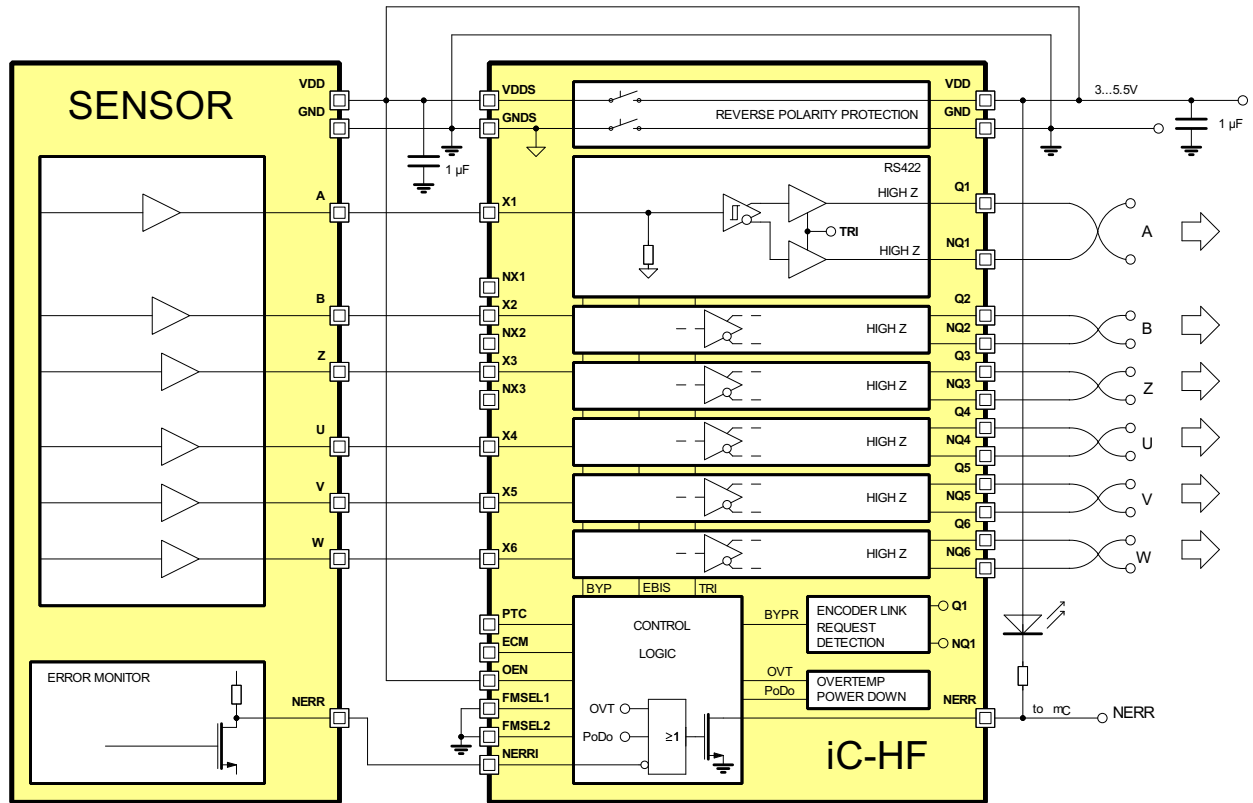 SENSOR
VDD
GND
A
B
Z
U
V
W
ERROR MONITOR
NERR
1 µF
VDDS
GNDS
X1
NX1
X2
NX2
X3
NX3
X4
X5
X6
PTC
ECM
OEN
FMSEL1
FMSEL2
NERRI
REVERSE POLARITY PROTECTION
RS422
HIGH Z
TRI
HIGH Z
HIGH Z
HIGH Z
HIGH Z
HIGH Z
HIGH Z
BYP
EBIS
TRI
CONTROL
LOGIC
OVT
PoDo
≥1
BYPR
ENCODER LINK
REQUEST
DETECTION
Q1
NQ1
OVT
PoDo
OVERTEMP
POWER DOWN
iC-HF
VDD
GND
Q1
NQ1
Q2
NQ2
Q3
NQ3
Q4
NQ4
Q5
NQ5
Q6
NQ6
NERR
3...5.5V
1 µF
A
B
Z
U
V
W
to mC
NERR